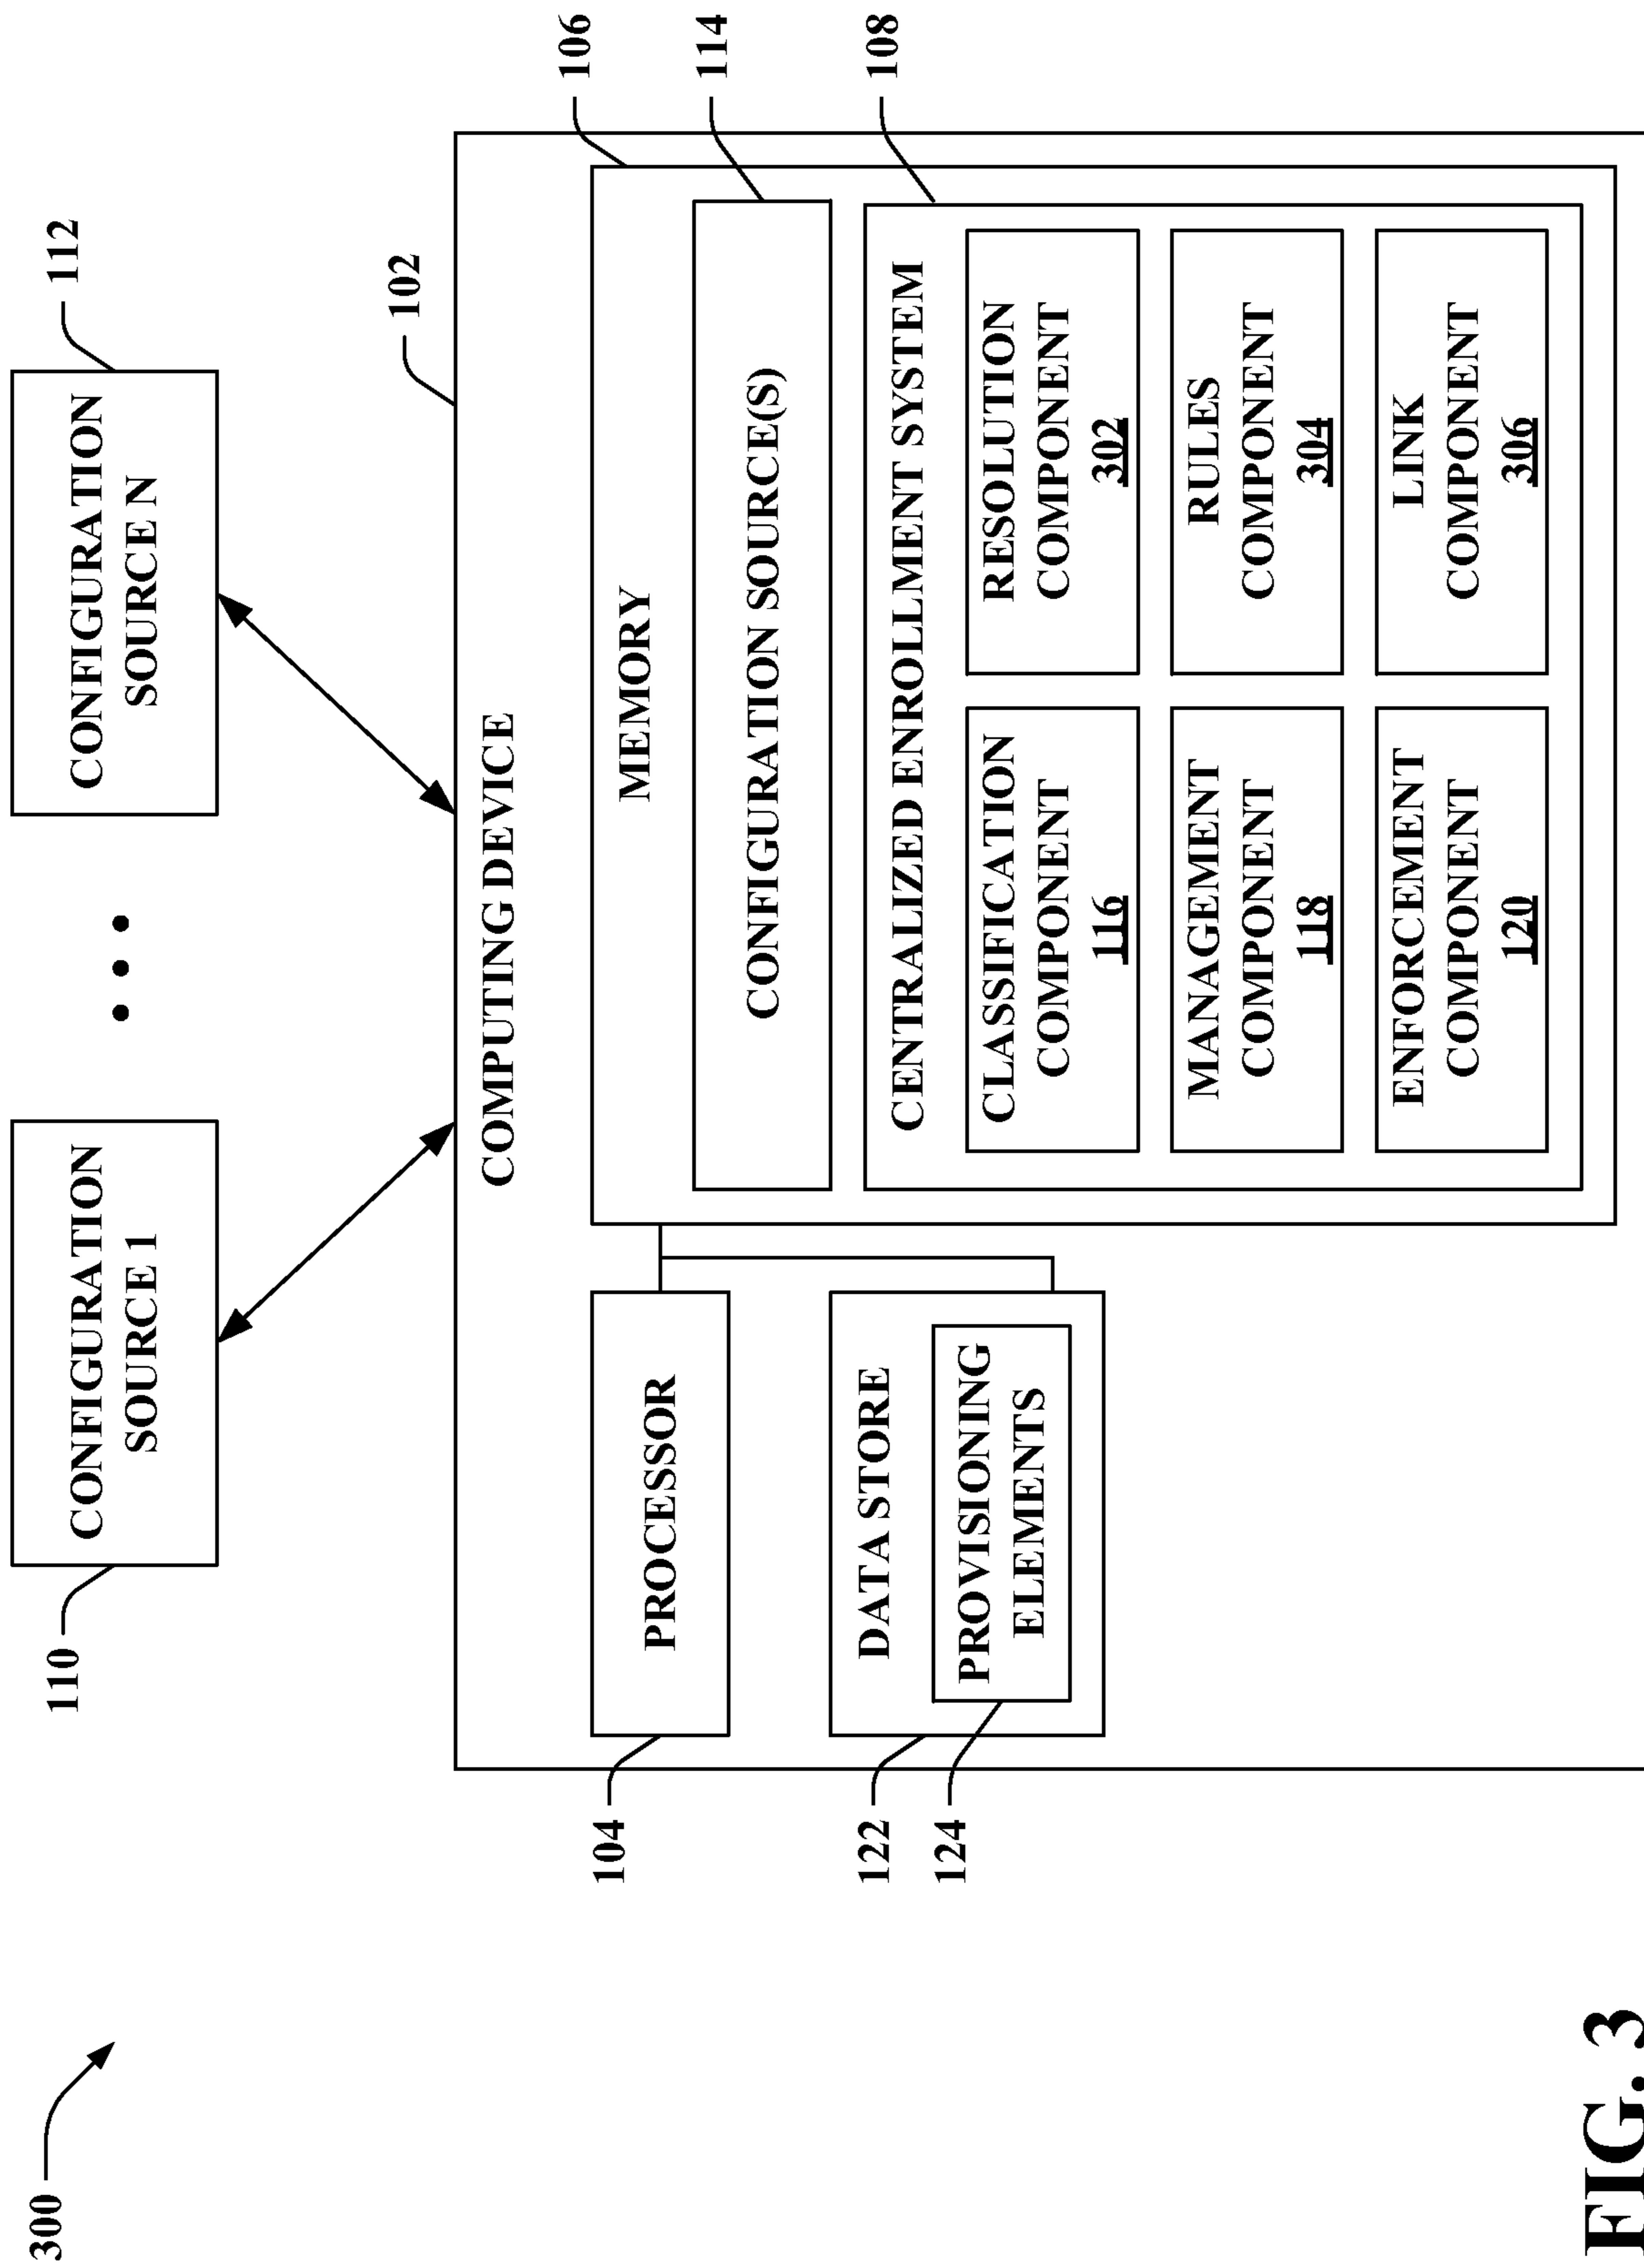 300
110
CONFIGURATION
SOURCE 1
CONFIGURATION
SOURCE N
112
102
COMPUTING DEVICE
104
PROCESSOR
MEMORY
106
CONFIGURATION SOURCE(S)
114
122
DATA STORE
CENTRALIZED ENROLLMENT SYSTEM
108
124
PROVISIONING
ELEMENTS
CLASSIFICATION
COMPONENT
116
RESOLUTION
COMPONENT
302
MANAGEMENT
COMPONENT
118
RULES
COMPONENT
304
ENFORCEMENT
COMPONENT
120
LINK
COMPONENT
306
FIG. 3